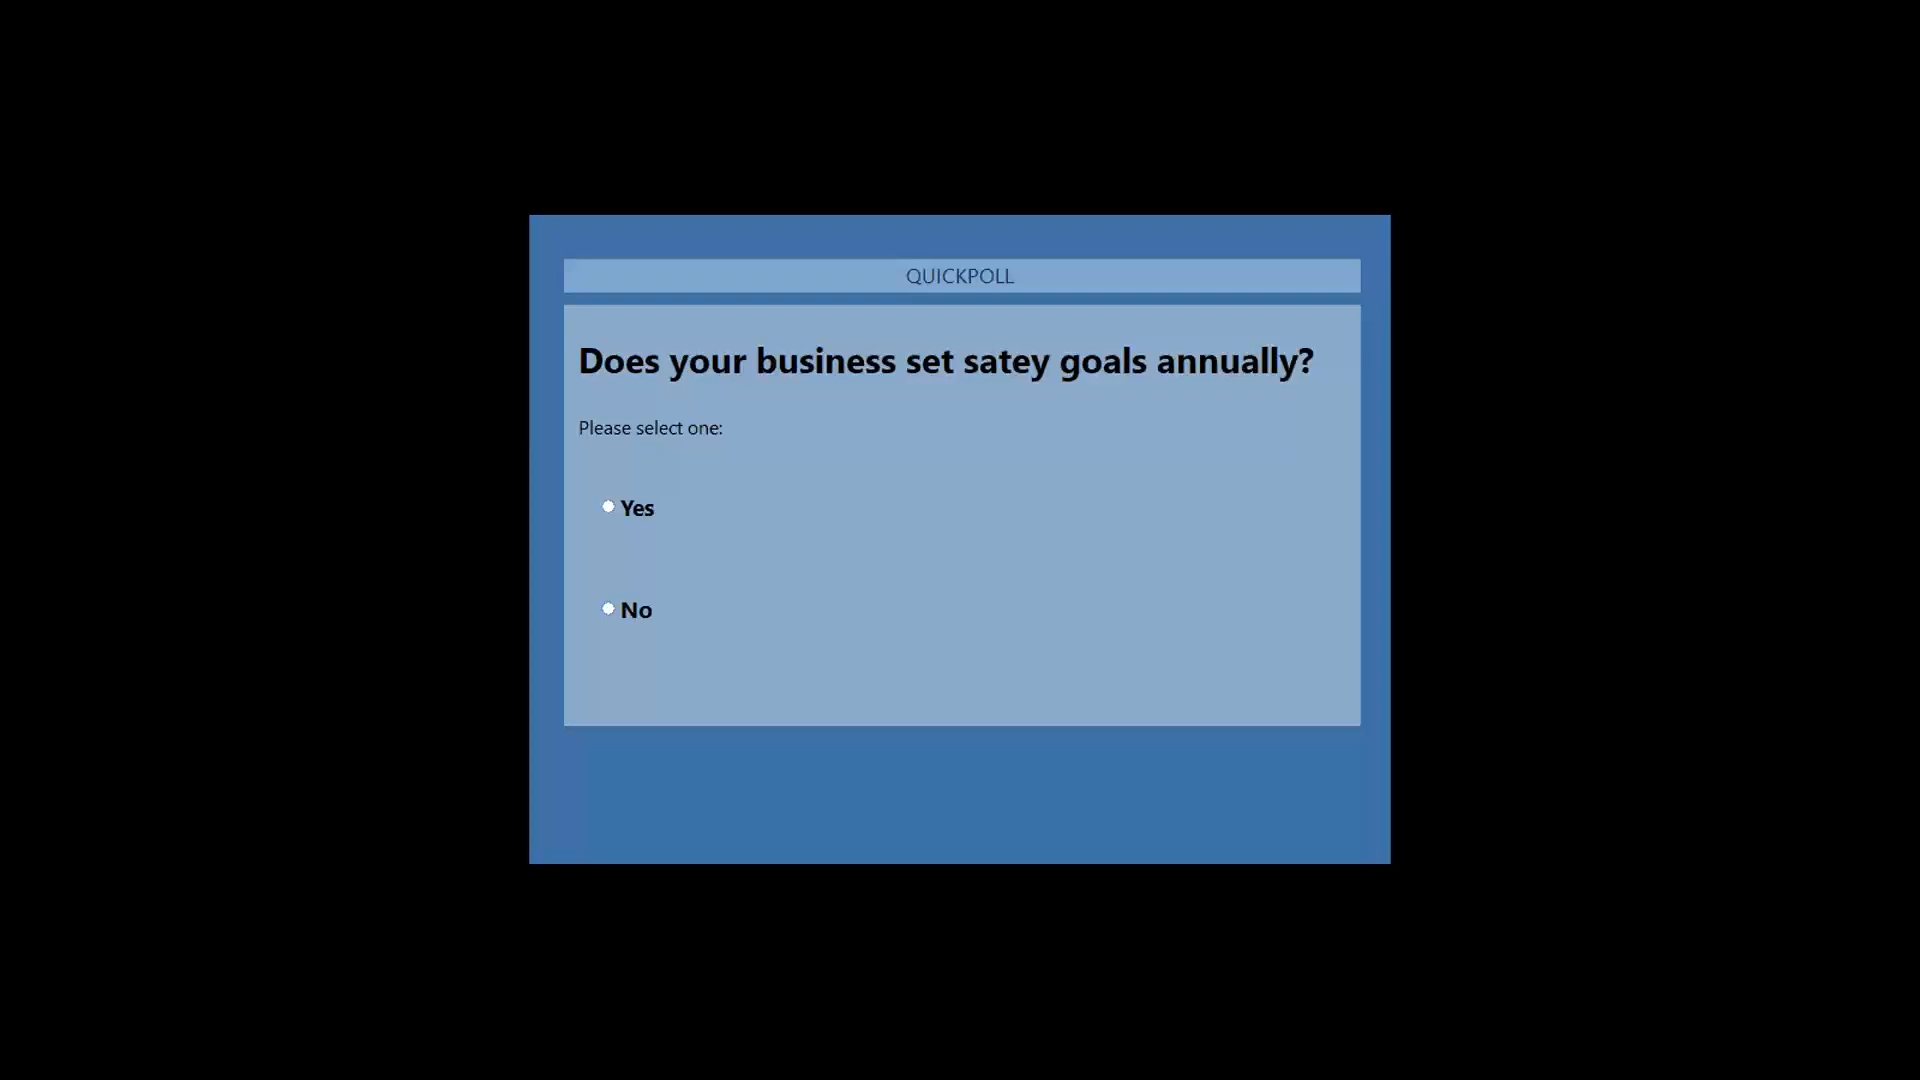 QUICKPOLL
Does your business set satey goals annually?
Please select one:
Yes
No